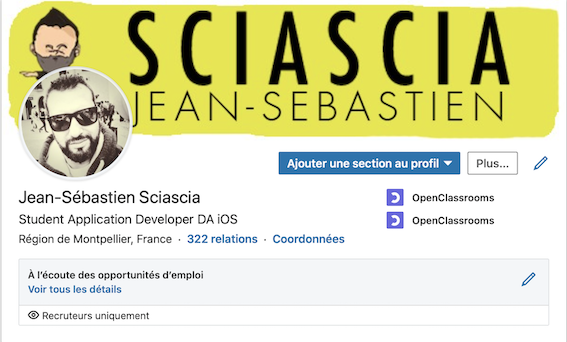 SCIASCIA
JEAN-SEBASTIEN
Ajouter une section au profil
Plus...
Jean-Sébastien Sciascia
OpenClassrooms
Student Application Developer DA iOS
OpenClassrooms
Région de Montpellier, France · 322 relations · Coordonnées
À l'écoute des opportunités d'emploi
Voir tous les détails
Recruteurs uniquement